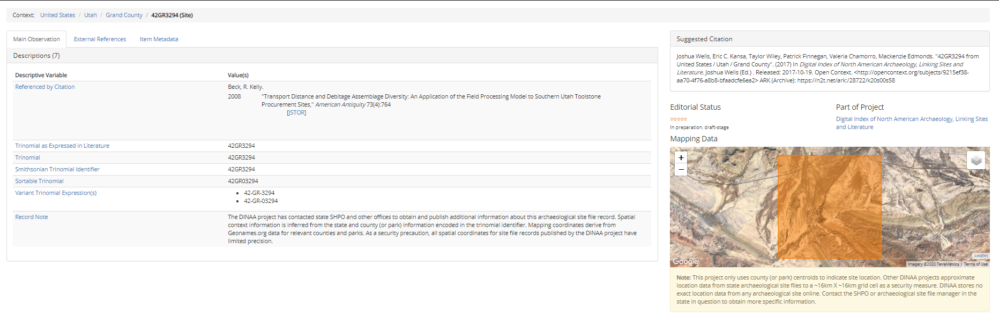 Context: United States / Utah / Grand County / 42GR3294 (Site)
Main Observation External References Item Metadata
Descriptions (7)
Descriptive Variable Value(s)
Referenced by Citation Beck, R. Kelly.
2008 "Transport Distance and Debitage Assemblage Diversity: An Application of the Field Processing Model to Southern Utah Toolstone
Procurement Sites," American Antiquity 73(4):764
[JSTOR]
Trinomial as Expressed in Literature 42GR3294
Trinomial 42GR3294
Smithsonian Trinomial Identifier 42GR3294
Sortable Trinomial 42GR03294
Variant Trinomial Expression(s) • 42-GR-3294
• 42-GR-03294
Record Note The DINAA project has contacted state SHPO and other offices to obtain and publish additional information about this archaeological site file record. Spatial
context information is inferred from the state and county (or park) information encoded in the trinomial identifier. Mapping coordinates derive from
Geonames.org data for relevant counties and parks. As a security precaution, all spatial coordinates for site file records published by the DINAA project have
limited precision.
Suggested Citation
Joshua Wells, Eric C. Kansa, Taylor Wiley, Patrick Finnegan, Valeria Chamorro, Mackenzie Edmonds. "42GR3294 from
United States / Utah / Grand County". (2017) In Digital Index of North American Archaeology, Linking Sites and
Literature. Joshua Wells (Ed.) . Released: 2017-10-19. Open Context. <http://opencontext.org/subjects/9215ef38-
aa70-4f76-a8b8-bfaadcfe6ea2> ARK (Archive): https://n2t.net/ark:/28722/k20s00s58
Editorial Status
In preparation, draft-stage
Part of Project
Digital Index of North American Archaeology, Linking Sites
and Literature
Mapping Data
+
−
Google
Leaflet
Imagery ©2020 TerraMetrics Terms of Use
Note: This project only uses county (or park) centroids to indicate site location. Other DINAA projects approximate
location data from state archaeological site files to a ~16km X ~16km grid cell as a security measure. DINAA stores no
exact location data from any archaeological site online. Contact the SHPO or archaeological site file manager in the
state in question to obtain more specific information.